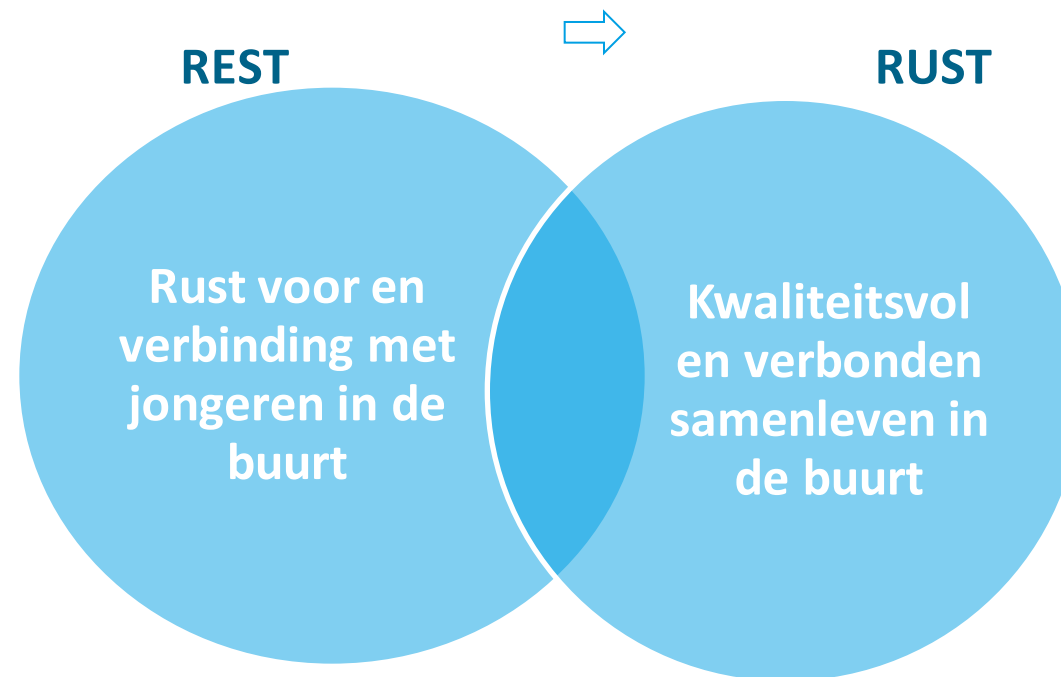 REST
RUST
Rust voor en
verbinding met
jongeren in de
buurt
Kwaliteitsvol
en verbonden
samenleven in
de buurt